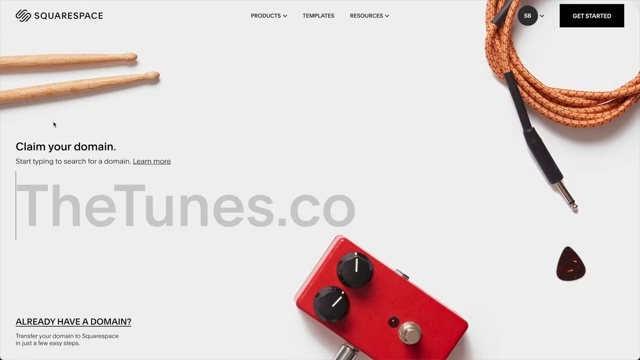 SQUARESPACE
PRODUCTS TEMPLATES RESOURCES SB GET STARTED
Claim your domain.
Start typing to search for a domain. Learn more
TheTunes.co
ALREADY HAVE A DOMAIN?
Transfer your domain to Squarespace
in just a few easy steps.